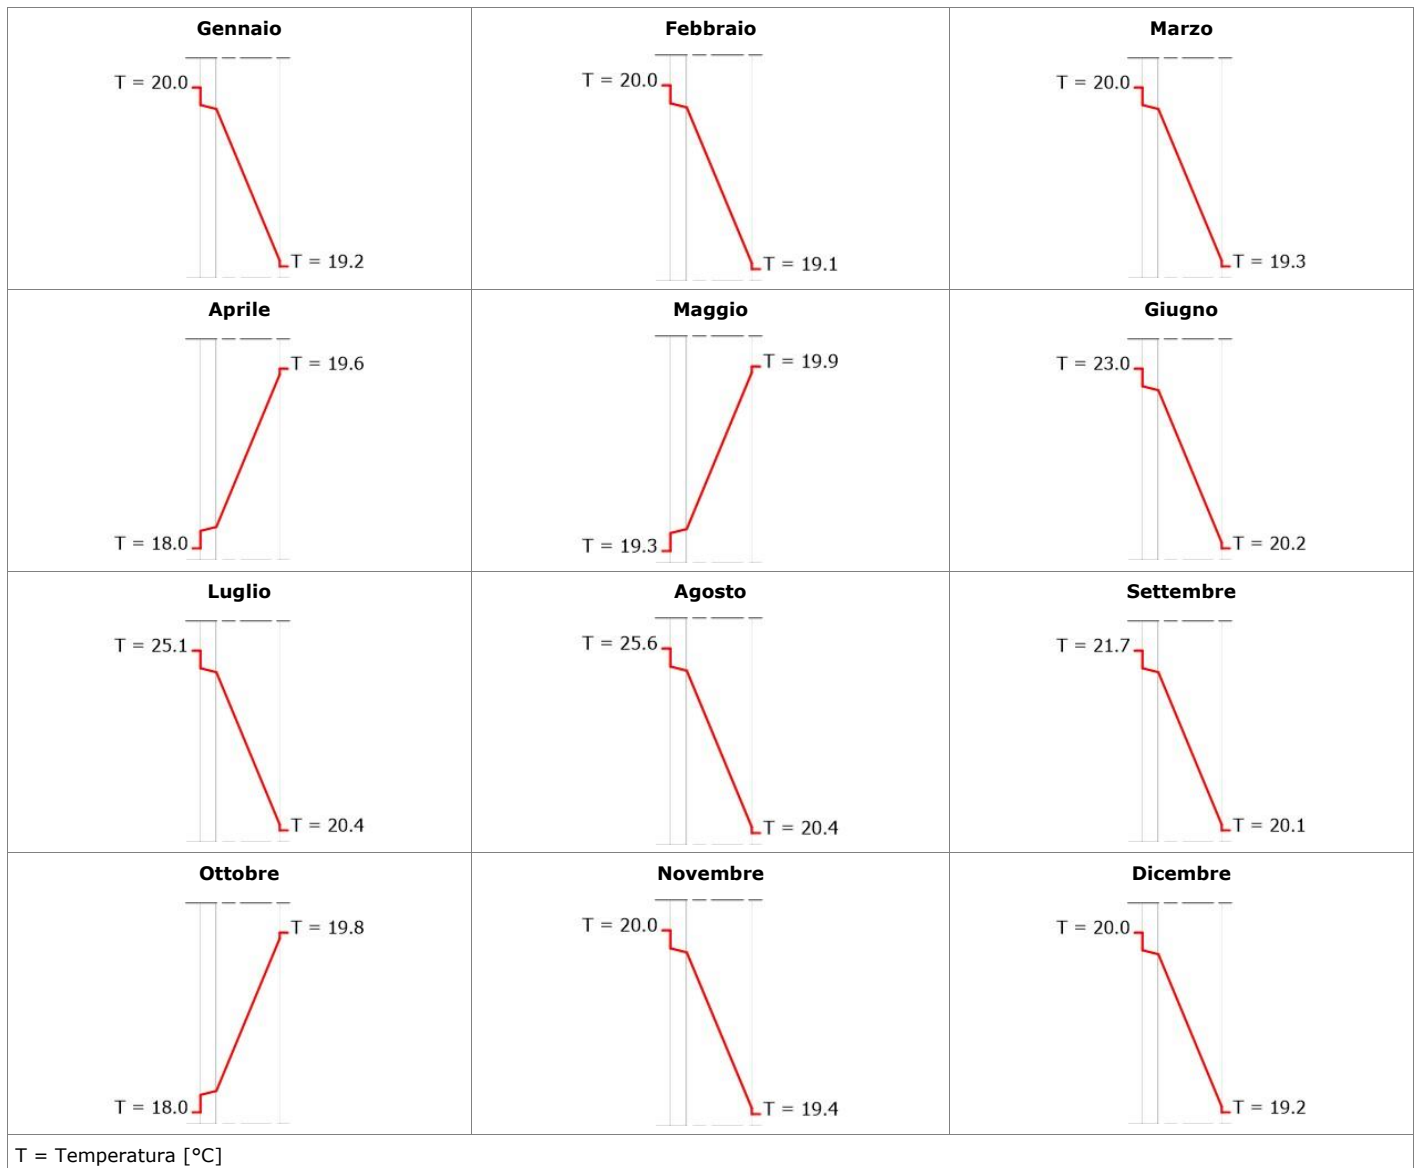 Gennaio
T = 20.0
T = 19.2
Febbraio
T = 20.0
T = 19.1
Marzo
T = 20.0
T = 19.3
Aprile
T = 19.6
T = 18.0
Maggio
T = 19.9
T = 19.3
Giugno
T = 23.0
T = 20.2
Luglio
T = 25.1
T = 20.4
Agosto
T = 25.6
T = 20.4
Settembre
T = 21.7
T = 20.1
Ottobre
T = 19.8
T = 18.0
Novembre
T = 20.0
T = 19.4
Dicembre
T = 20.0
T = 19.2
T = Temperatura [°C]